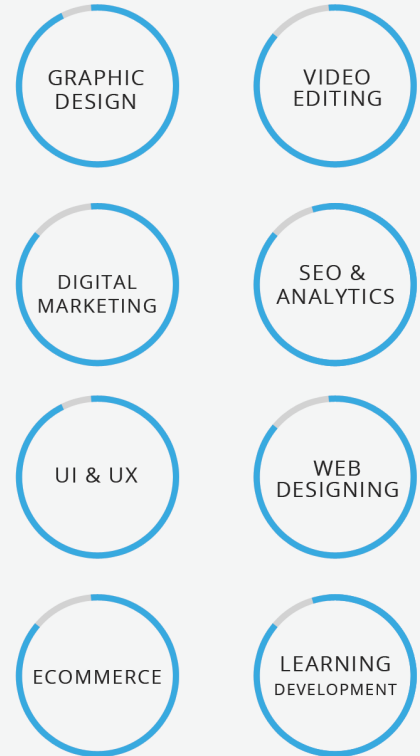 GRAPHIC
DESIGN
VIDEO
EDITING
DIGITAL
MARKETING
SEO &
ANALYTICS
UI & UX
WEB
DESIGNING
ECOMMERCE
LEARNING
DEVELOPMENT